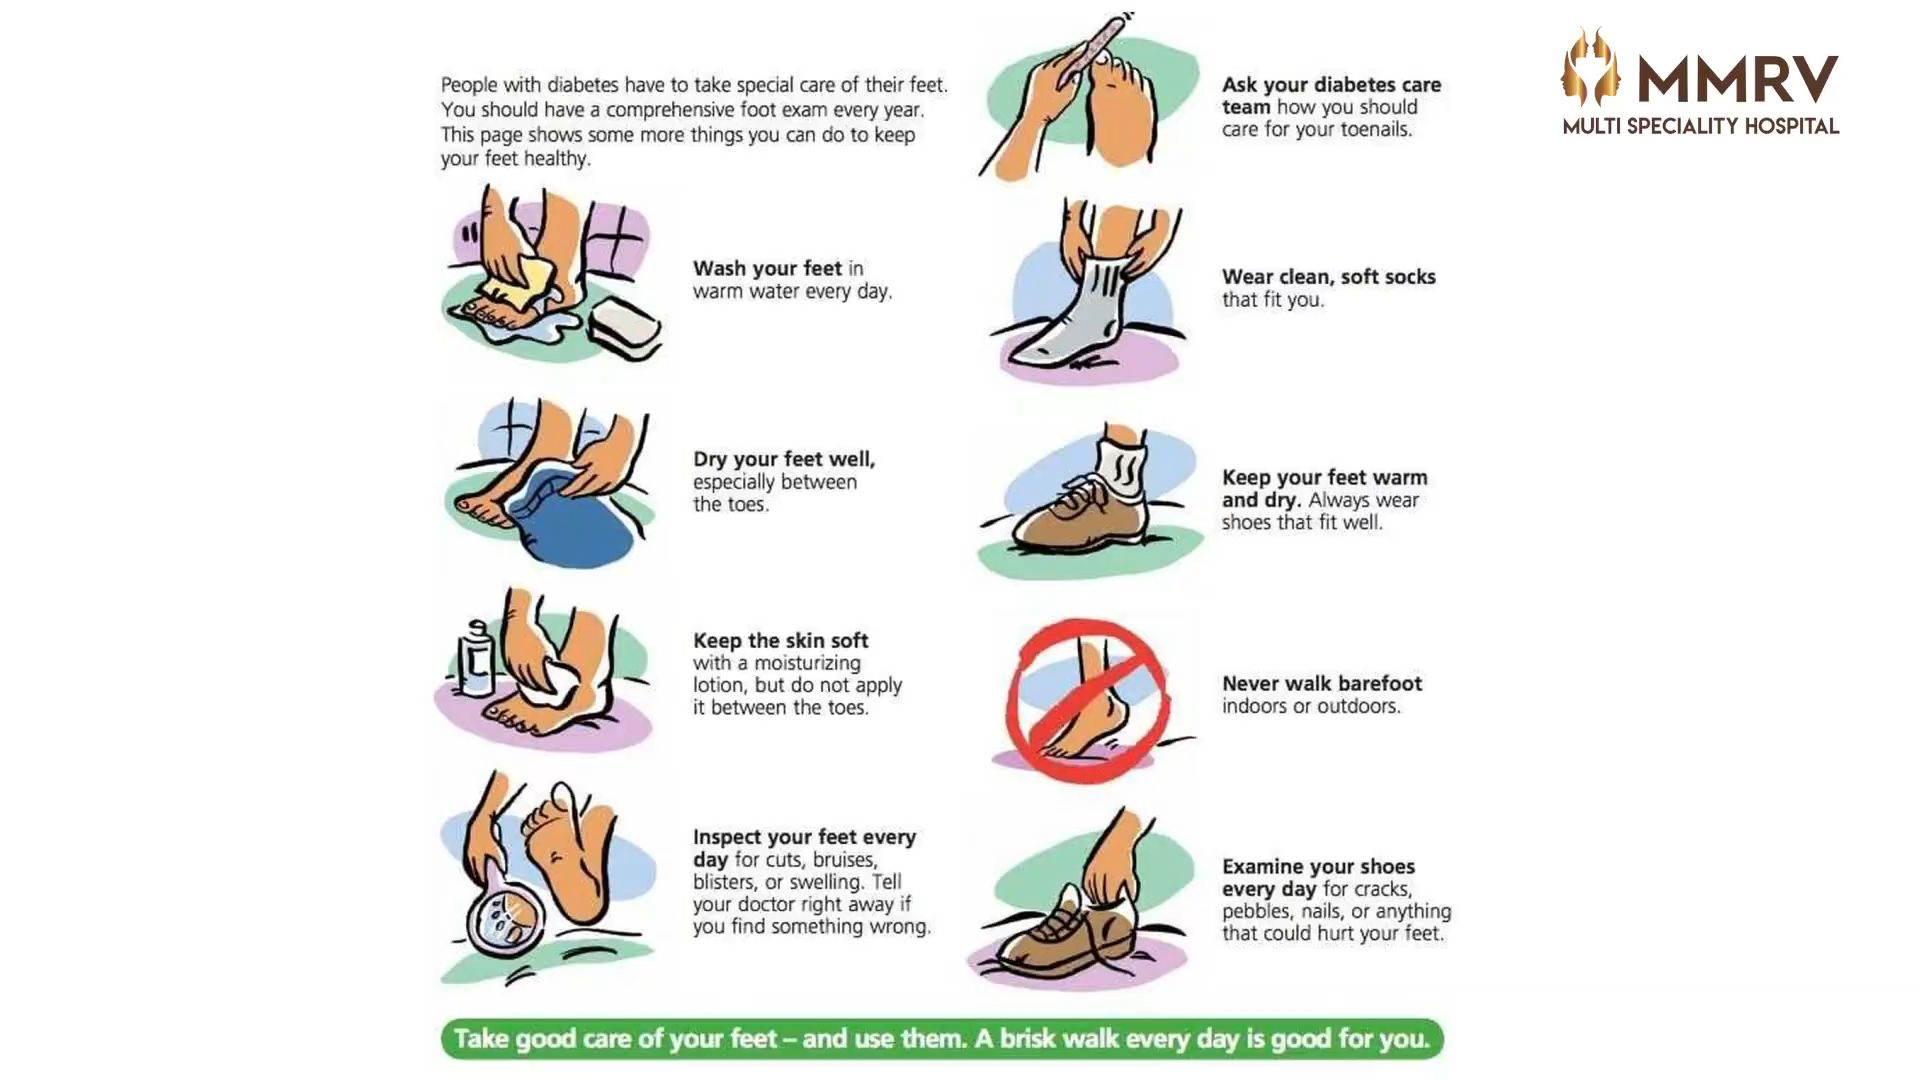 People with diabetes have to take special care of their feet.
You should have a comprehensive foot exam every year.
This page shows some more things you can do to keep
your feet healthy.
Wash your feet in
warm water every day.
Dry your feet well,
especially between
the toes.
Keep the skin soft
with a moisturizing
lotion, but do not apply
it between the toes.
Inspect your feet every
day for cuts, bruises,
blisters, or swelling. Tell
your doctor right away if
you find something wrong.
Ask your diabetes care
team how you should
care for your toenails.
Wear clean, soft socks
that fit you.
Keep your feet warm
and dry. Always wear
shoes that fit well.
Never walk barefoot
indoors or outdoors.
Examine your shoes
every day for cracks,
pebbles, nails, or anything
that could hurt your feet.
Take good care of your feet – and use them. A brisk walk every day is good for you.
MMRV
MULTI SPECIALITY HOSPITAL